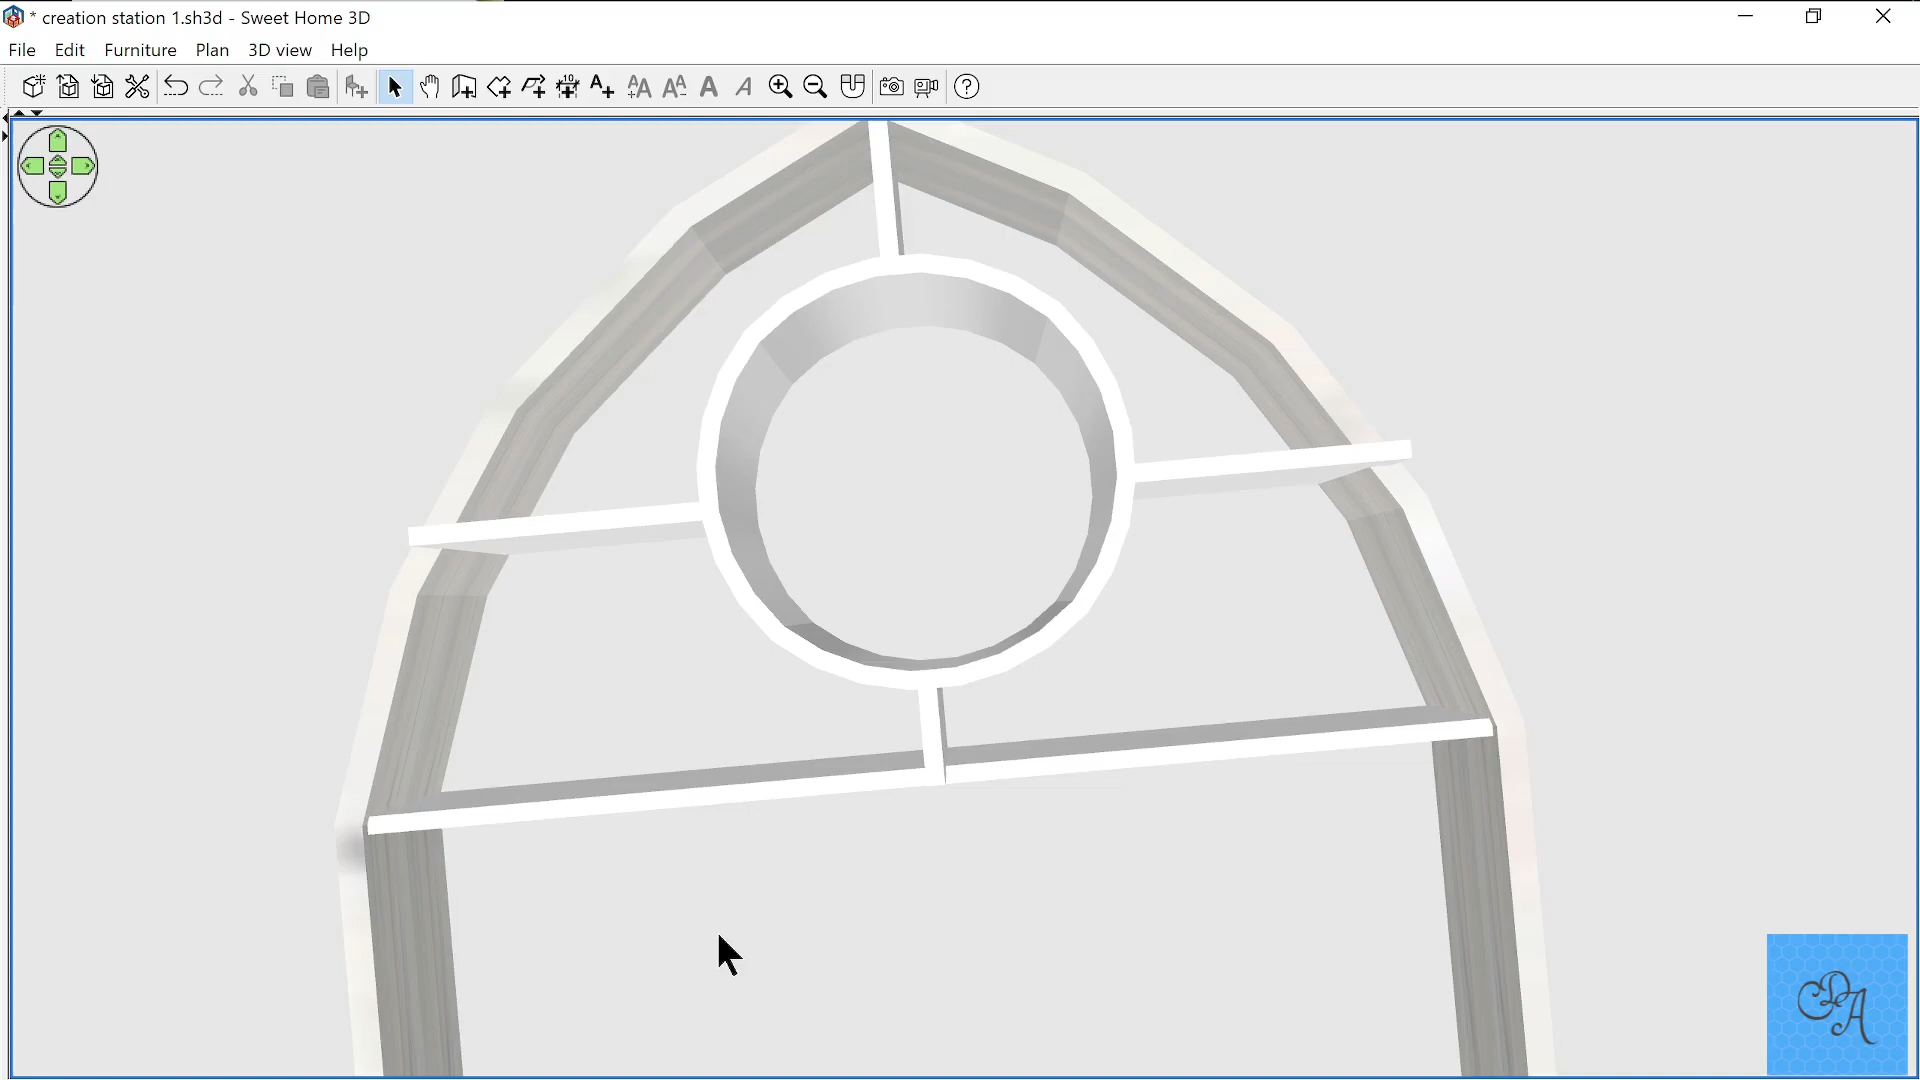 * creation station 1.sh3d - Sweet Home 3D
File Edit Furniture Plan 3D view Help